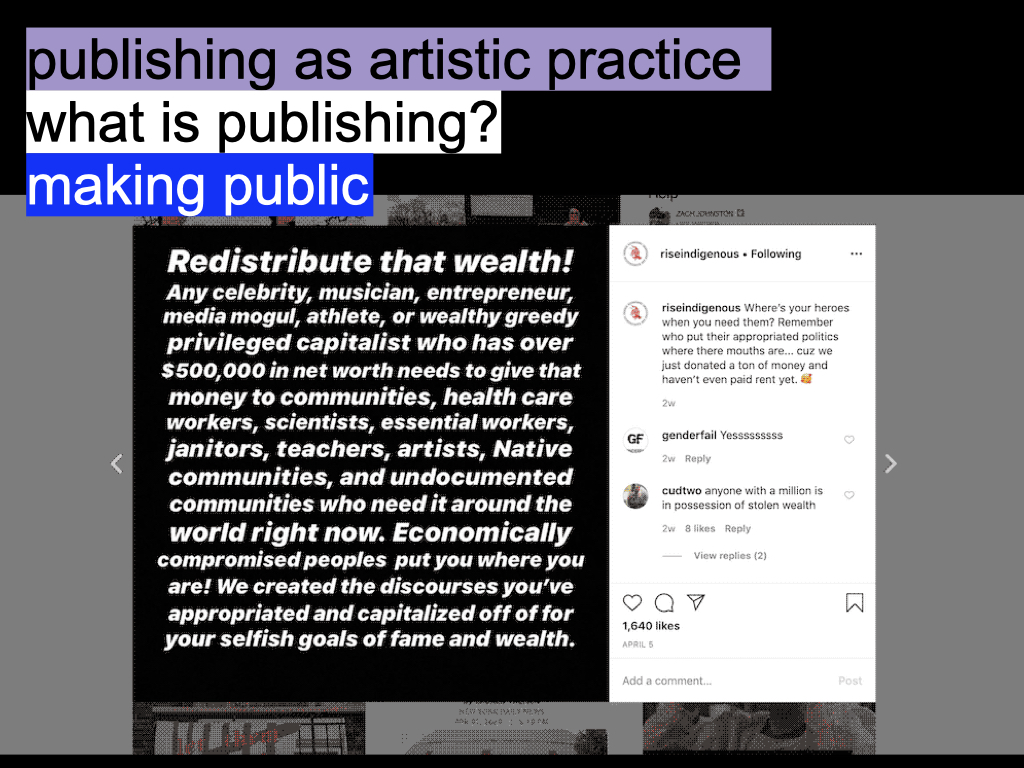 publishing as artistic practice
what is publishing?
making public
Help
ZACH JOHNSTON
Redistribute that wealth!
Any celebrity, musician, entrepreneur,
media mogul, athlete, or wealthy greedy
privileged capitalist who has over
$500,000 in net worth needs to give that
money to communities, health care
workers, scientists, essential workers,
janitors, teachers, artists, Native
communities, and undocumented
communities who need it around the
world right now. Economically
compromised peoples put you where you
are! We created the discourses you’ve
appropriated and capitalized off of for
your selfish goals of fame and wealth.
riseindigenous • Following
riseindigenous Where's your heroes
when you need them? Remember
who put their appropriated politics
where there mouths are... cuz we
just donated a ton of money and
haven’t even paid rent yet. 🥰
2w
GF
genderfail Yesssssssss
2w Reply
cudtwo anyone with a million is
in possession of stolen wealth
2w 8 likes Reply
View replies (2)
1,640 likes
APRIL 5
Add a comment... Post